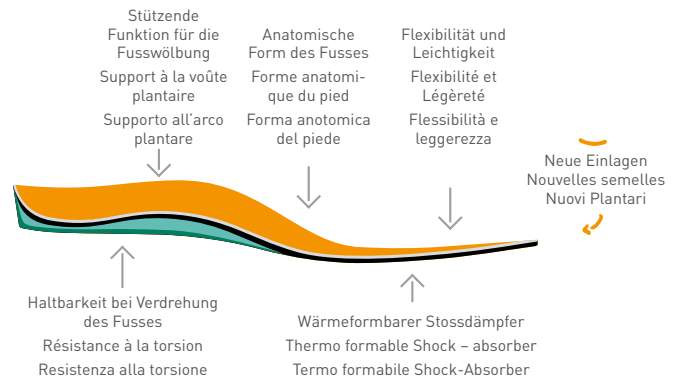 Stützende
Funktion für die
Fusswölbung
Support à la voûte
plantaire
Supporto all'arco
plantare
Anatomische
Form des Fusses
Forme anatomi-
que du pied
Forma anotomica
del piede
Flexibilität und
Leichtigkeit
Flexibilité et
Légèreté
Flessibilità e
leggerezza
Neue Einlagen
Nouvelles semelles
Nuovi Plantari
Haltbarkeit bei Verdrehung
des Fusses
Résistance à la torsion
Resistenza alla torsione
Wärmeformbarer Stossdämpfer
Thermo formable Shock – absorber
Termo formabile Shock-Absorber